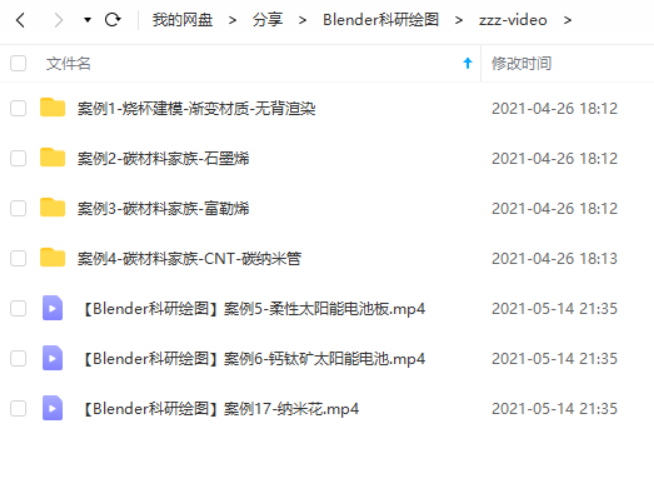 我的网盘 > 分享 > Blender科研绘图 > zzz-video >
文件名 修改时间
案例1-烧杯建模-渐变材质-无背渲染 2021-04-26 18:12
案例2-碳材料家族-石墨烯 2021-04-26 18:12
案例3-碳材料家族-富勒烯 2021-04-26 18:12
案例4-碳材料家族-CNT-碳纳米管 2021-04-26 18:13
【Blender科研绘图】案例5-柔性太阳能电池板.mp4 2021-05-14 21:35
【Blender科研绘图】案例6-钙钛矿太阳能电池.mp4 2021-05-14 21:35
【Blender科研绘图】案例17-纳米花.mp4 2021-05-14 21:35